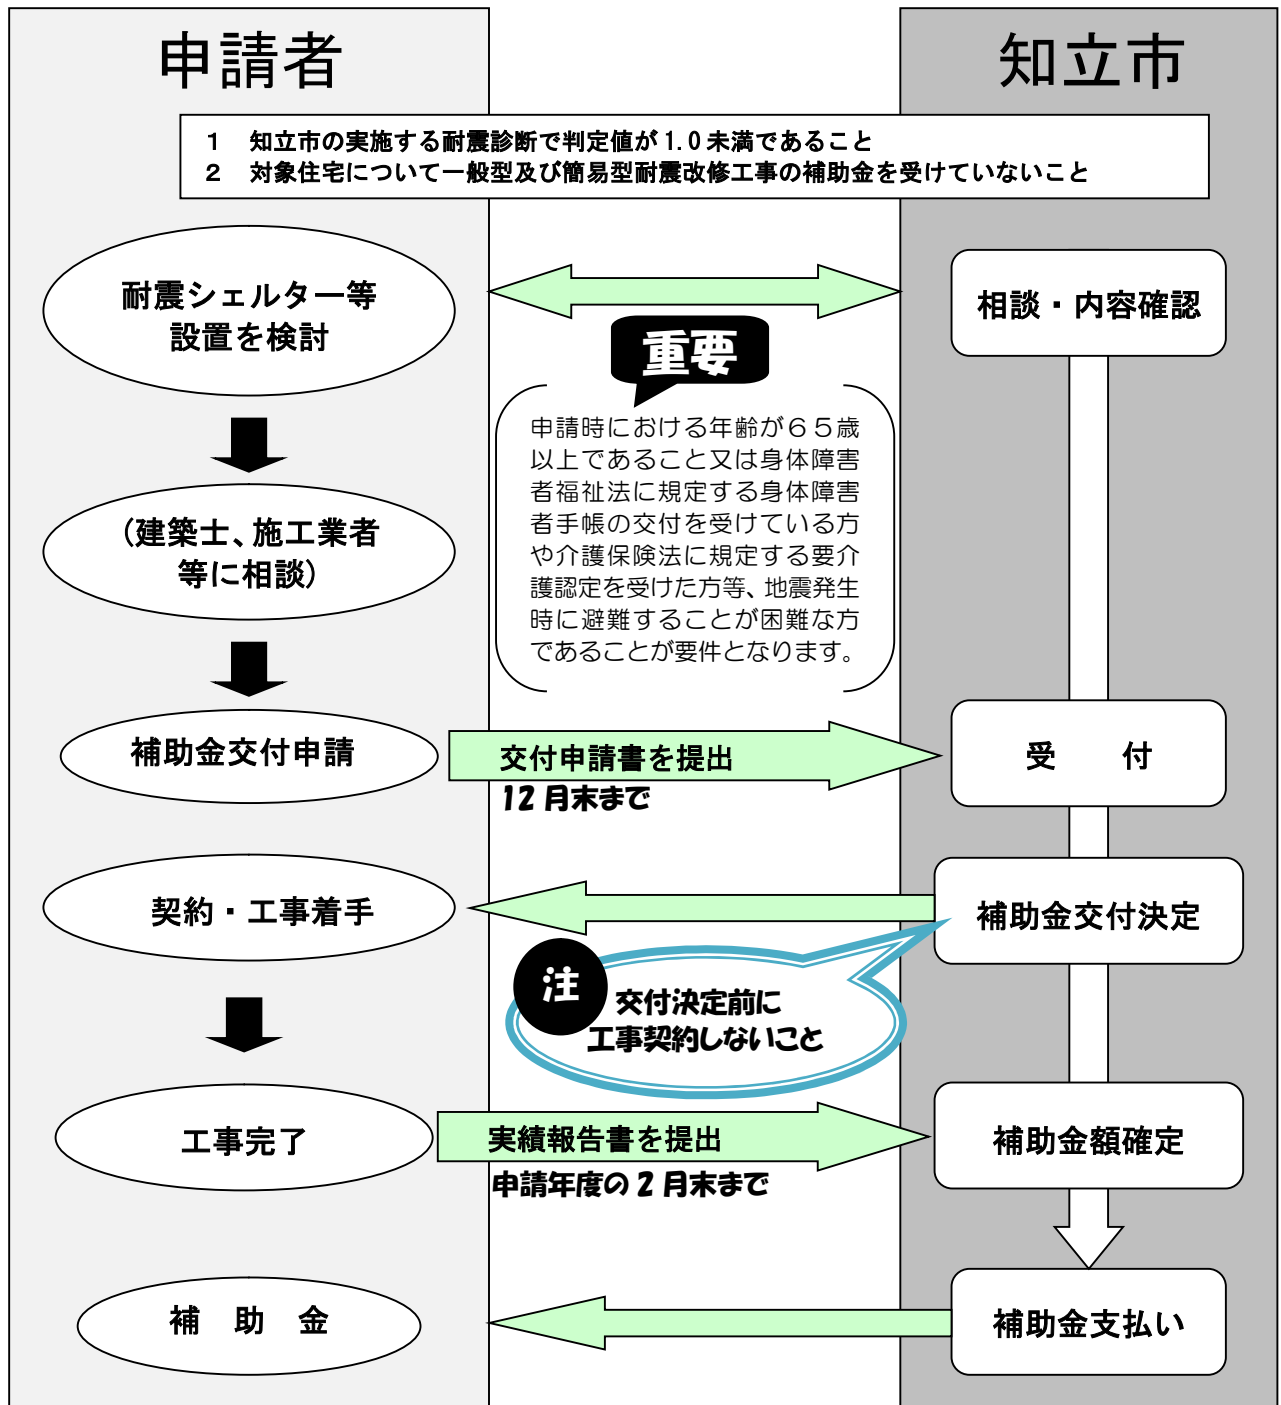 申請者
知立市
1 知立市の実施する耐震診断で判定値が1.0未満であること
2 対象住宅について一般型及び簡易型耐震改修工事の補助金を受けていないこと
耐震シェルター等
設置を検討
相談・内容確認
重要
申請時における年齢が65歳
以上であること又は身体障害
者福祉法に規定する身体障害
者手帳の交付を受けている方
や介護保険法に規定する要介
護認定を受けた方等、地震発生
時に避難することが困難な方
であることが要件となります。
(建築士、施工業者
等に相談)
補助金交付申請
交付申請書を提出
12月末まで
受 付
契約・工事着手
補助金交付決定
注
交付決定前に
工事契約しないこと
工事完了
実績報告書を提出
申請年度の2月末まで
補助金額確定
補 助 金
補助金支払い